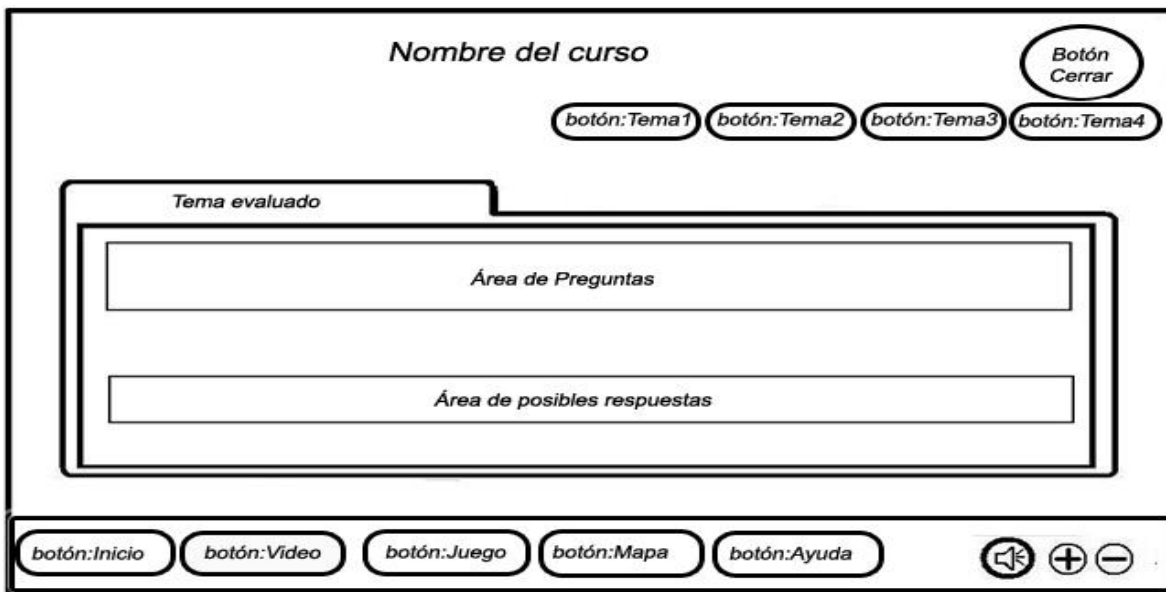 Nombre del curso
Botón
Cerrar
botón:Tema1
botón:Tema2
botón:Tema3
botón:Tema4
Tema evaluado
Área de Preguntas
Área de posibles respuestas
botón:Inicio
botón:Video
botón:Juego
botón:Mapa
botón:Ayuda